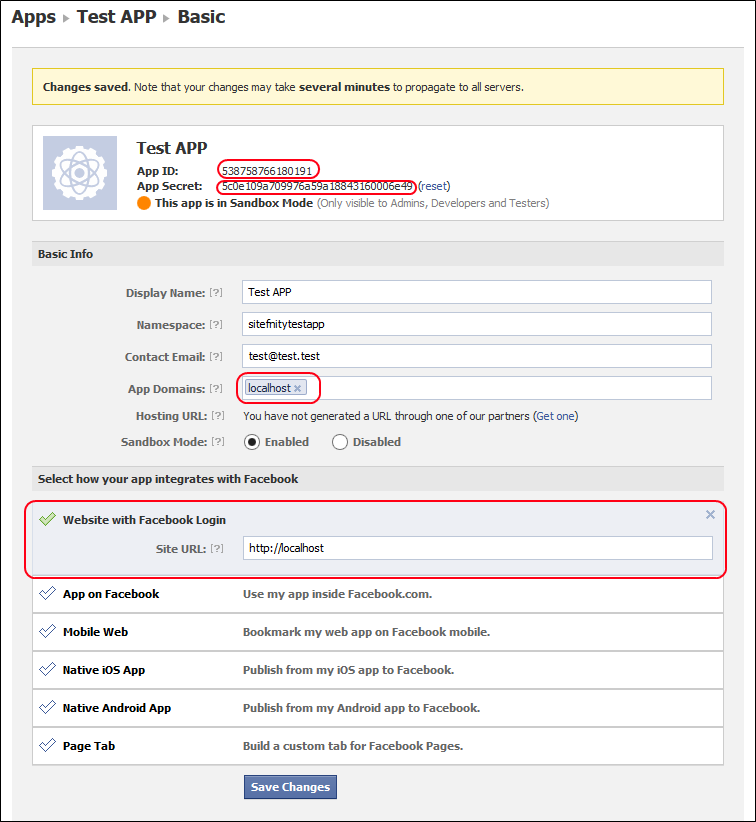 Apps ▸ Test APP ▸ Basic
Changes saved. Note that your changes may take several minutes to propagate to all servers.
Test APP
App ID: 538758766180191
App Secret: 5c0e109a709976a59a18843160006e49 (reset)
This app is in Sandbox Mode (Only visible to Admins, Developers and Testers)
Basic Info
Display Name: [?] Test APP
Namespace: [?] sitefnitytestapp
Contact Email: [?] test@test.test
App Domains: [?] localhost ×
Hosting URL: [?] You have not generated a URL through one of our partners (Get one)
Sandbox Mode: [?] Enabled Disabled
Select how your app integrates with Facebook
Website with Facebook Login ×
Site URL: [?] http://localhost
App on Facebook Use my app inside Facebook.com.
Mobile Web Bookmark my web app on Facebook mobile.
Native iOS App Publish from my iOS app to Facebook.
Native Android App Publish from my Android app to Facebook.
Page Tab Build a custom tab for Facebook Pages.
Save Changes